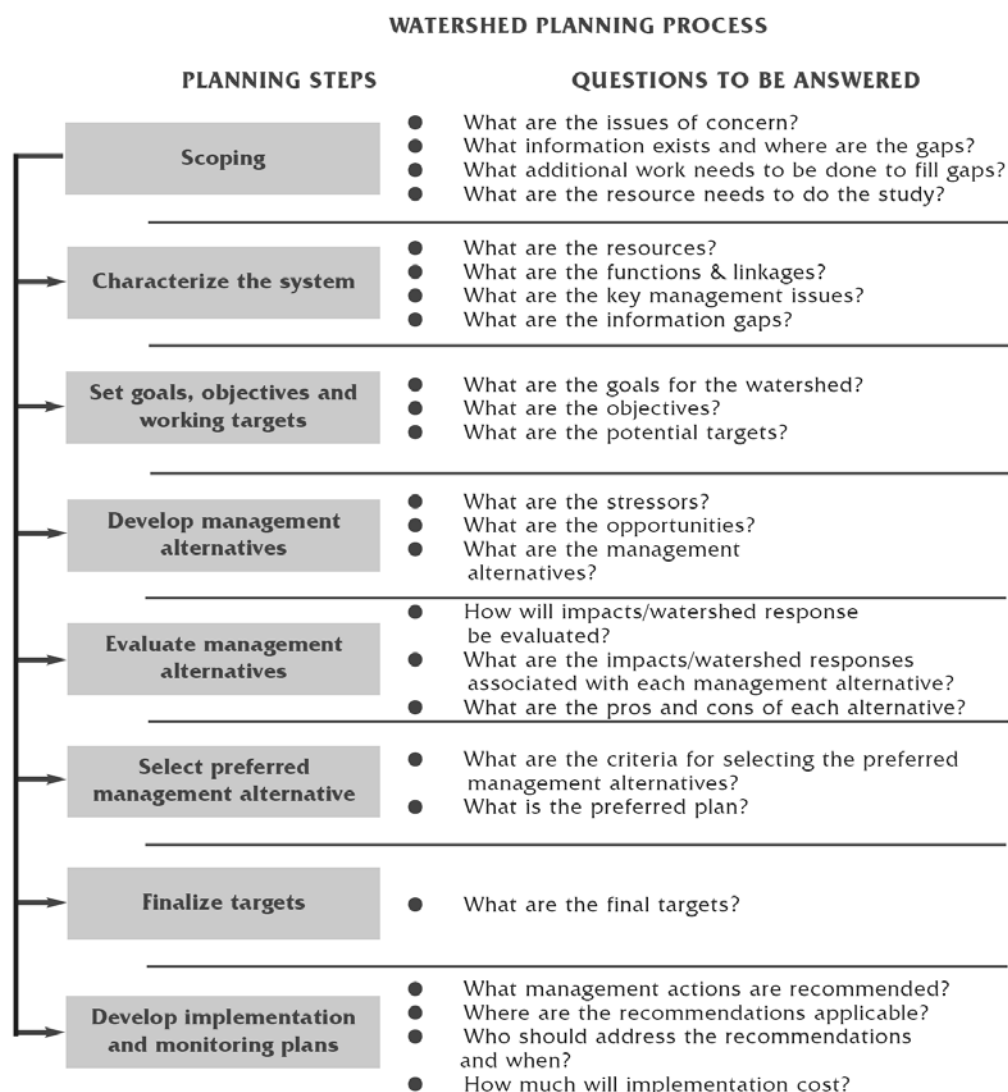 WATERSHED PLANNING PROCESS
PLANNING STEPS
QUESTIONS TO BE ANSWERED
Scoping
● What are the issues of concern?
● What information exists and where are the gaps?
● What additional work needs to be done to fill gaps?
● What are the resource needs to do the study?
Characterize the system
● What are the resources?
● What are the functions & linkages?
● What are the key management issues?
● What are the information gaps?
Set goals, objectives and
working targets
● What are the goals for the watershed?
● What are the objectives?
● What are the potential targets?
Develop management
alternatives
● What are the stressors?
● What are the opportunities?
● What are the management
alternatives?
Evaluate management
alternatives
● How will impacts/watershed response
be evaluated?
● What are the impacts/watershed responses
associated with each management alternative?
● What are the pros and cons of each alternative?
Select preferred
management alternative
● What are the criteria for selecting the preferred
management alternatives?
● What is the preferred plan?
Finalize targets
● What are the final targets?
Develop implementation
and monitoring plans
● What management actions are recommended?
● Where are the recommendations applicable?
● Who should address the recommendations
and when?
● How much will implementation cost?